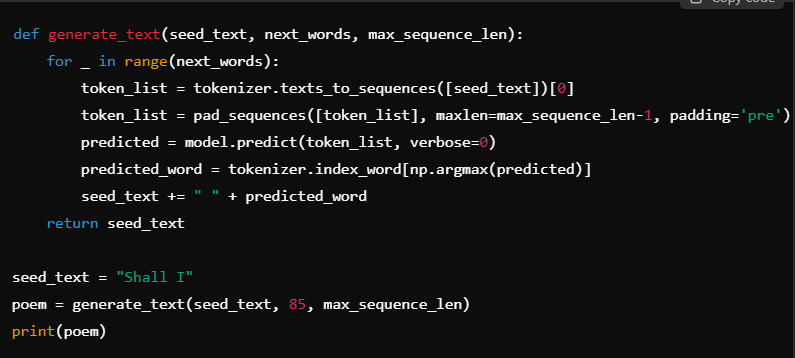 Copy code
def generate_text(seed_text, next_words, max_sequence_len):
    for _ in range(next_words):
        token_list = tokenizer.texts_to_sequences([seed_text])[0]
        token_list = pad_sequences([token_list], maxlen=max_sequence_len-1, padding='pre')
        predicted = model.predict(token_list, verbose=0)
        predicted_word = tokenizer.index_word[np.argmax(predicted)]
        seed_text += " " + predicted_word
    return seed_text

seed_text = "Shall I"
poem = generate_text(seed_text, 85, max_sequence_len)
print(poem)